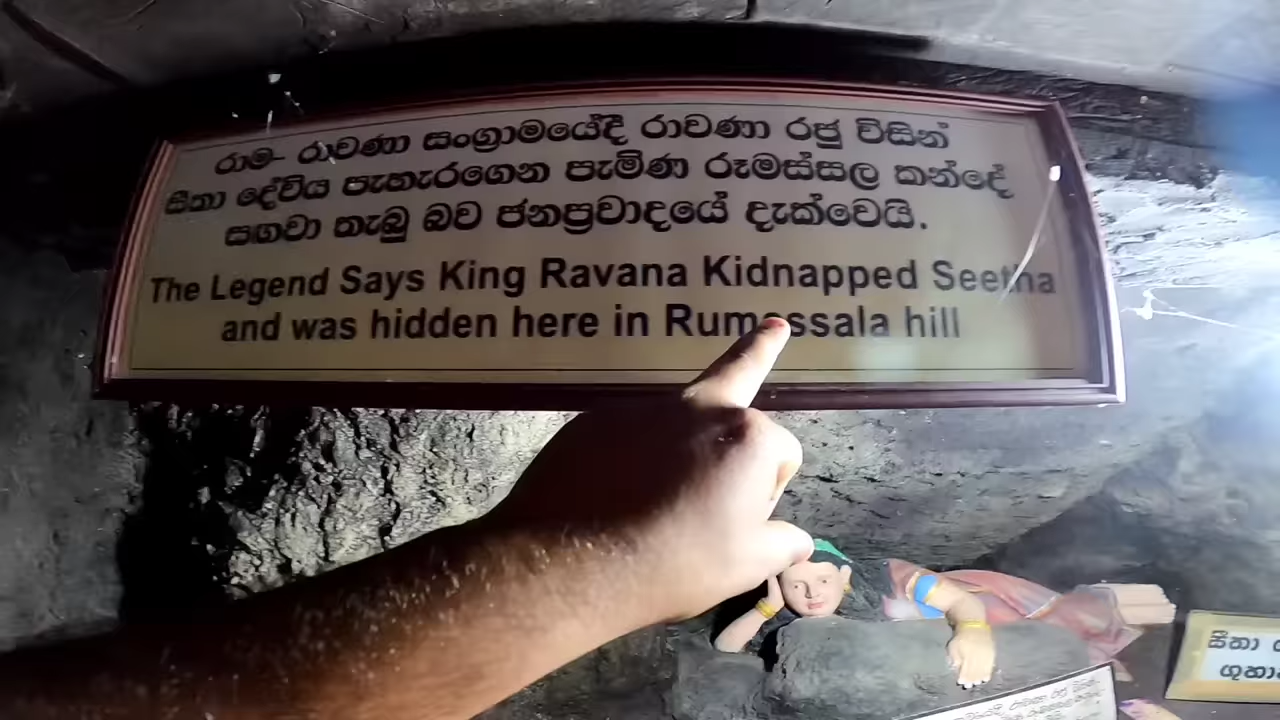 රාම- රාවණා සංග්‍රාමයේදී රාවණා රජු විසින්
සීතා දේවිය පැහැරගෙන පැමිණ රූමස්සල කන්දේ
සඟවා තැබු බව ජනප්‍රවාදයේ දැක්වෙයි.
The Legend Says King Ravana Kidnapped Seetha
and was hidden here in Rumassala hill
සීතා